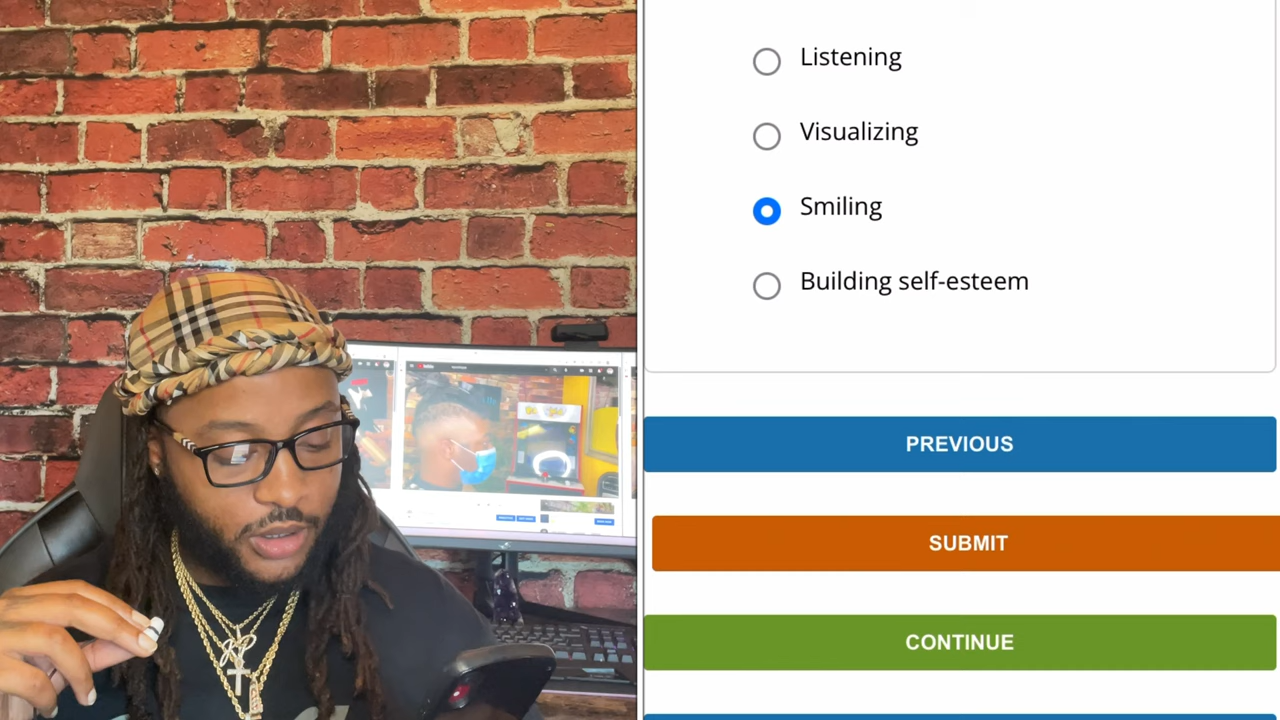 Listening
Visualizing
Smiling
Building self-esteem
PREVIOUS
SUBMIT
CONTINUE